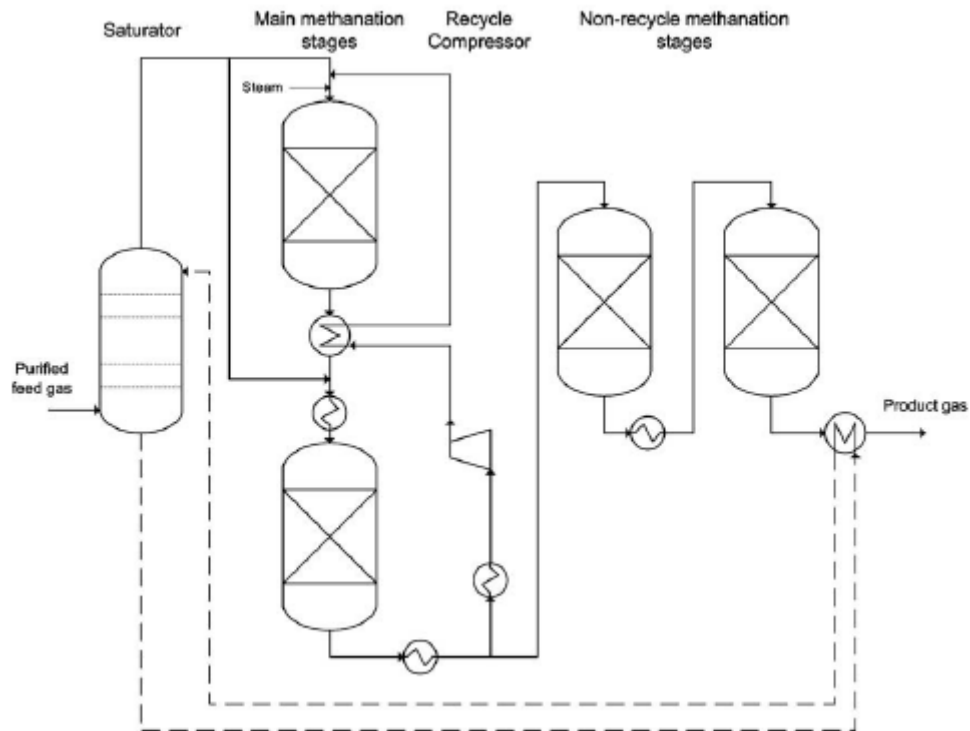 Saturator
Main methanation
stages
Recycle
Compressor
Non-recycle methanation
stages
Steam
Purified
feed gas
Product gas